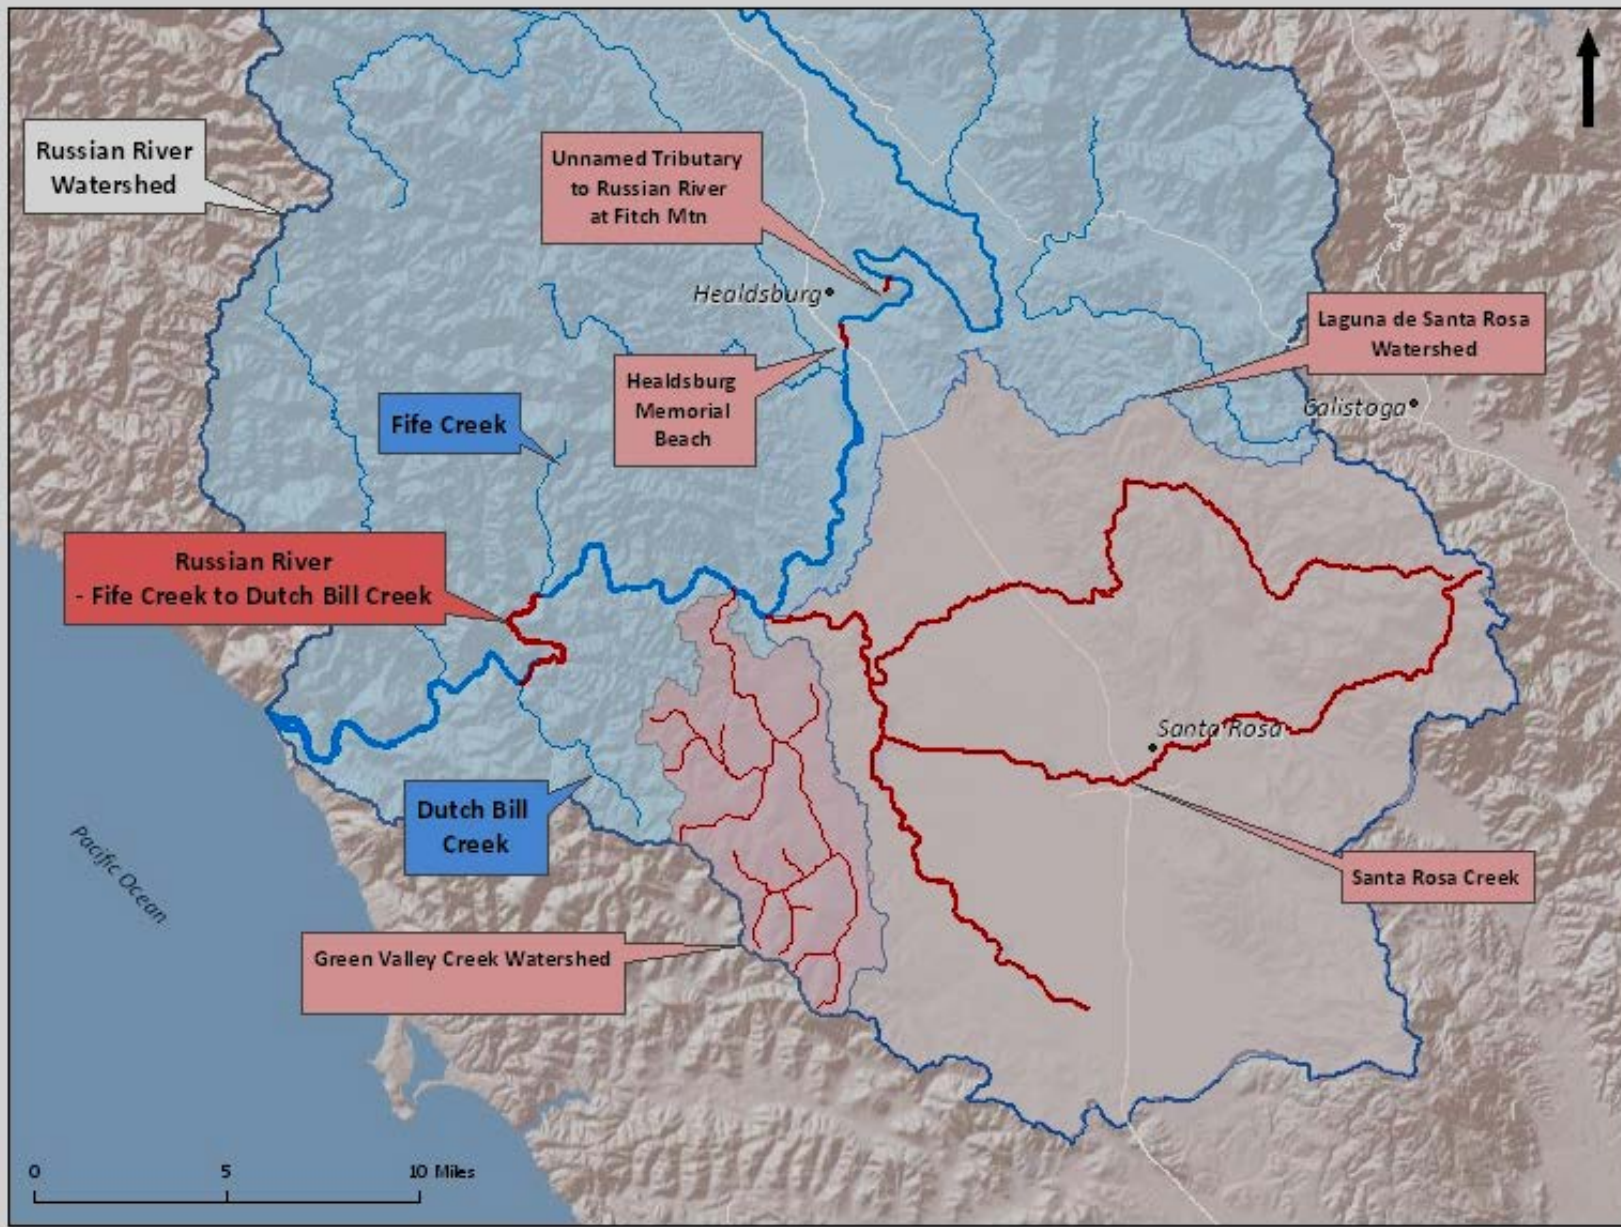 Russian River
Watershed
Unnamed Tributary
to Russian River
at Fitch Mtn
Healdsburg
Laguna de Santa Rosa
Watershed
Healdsburg
Memorial
Beach
Calistoga
Fife Creek
Russian River
- Fife Creek to Dutch Bill Creek
Santa Rosa
Dutch Bill
Creek
Pacific Ocean
Santa Rosa Creek
Green Valley Creek Watershed
0 5 10 Miles